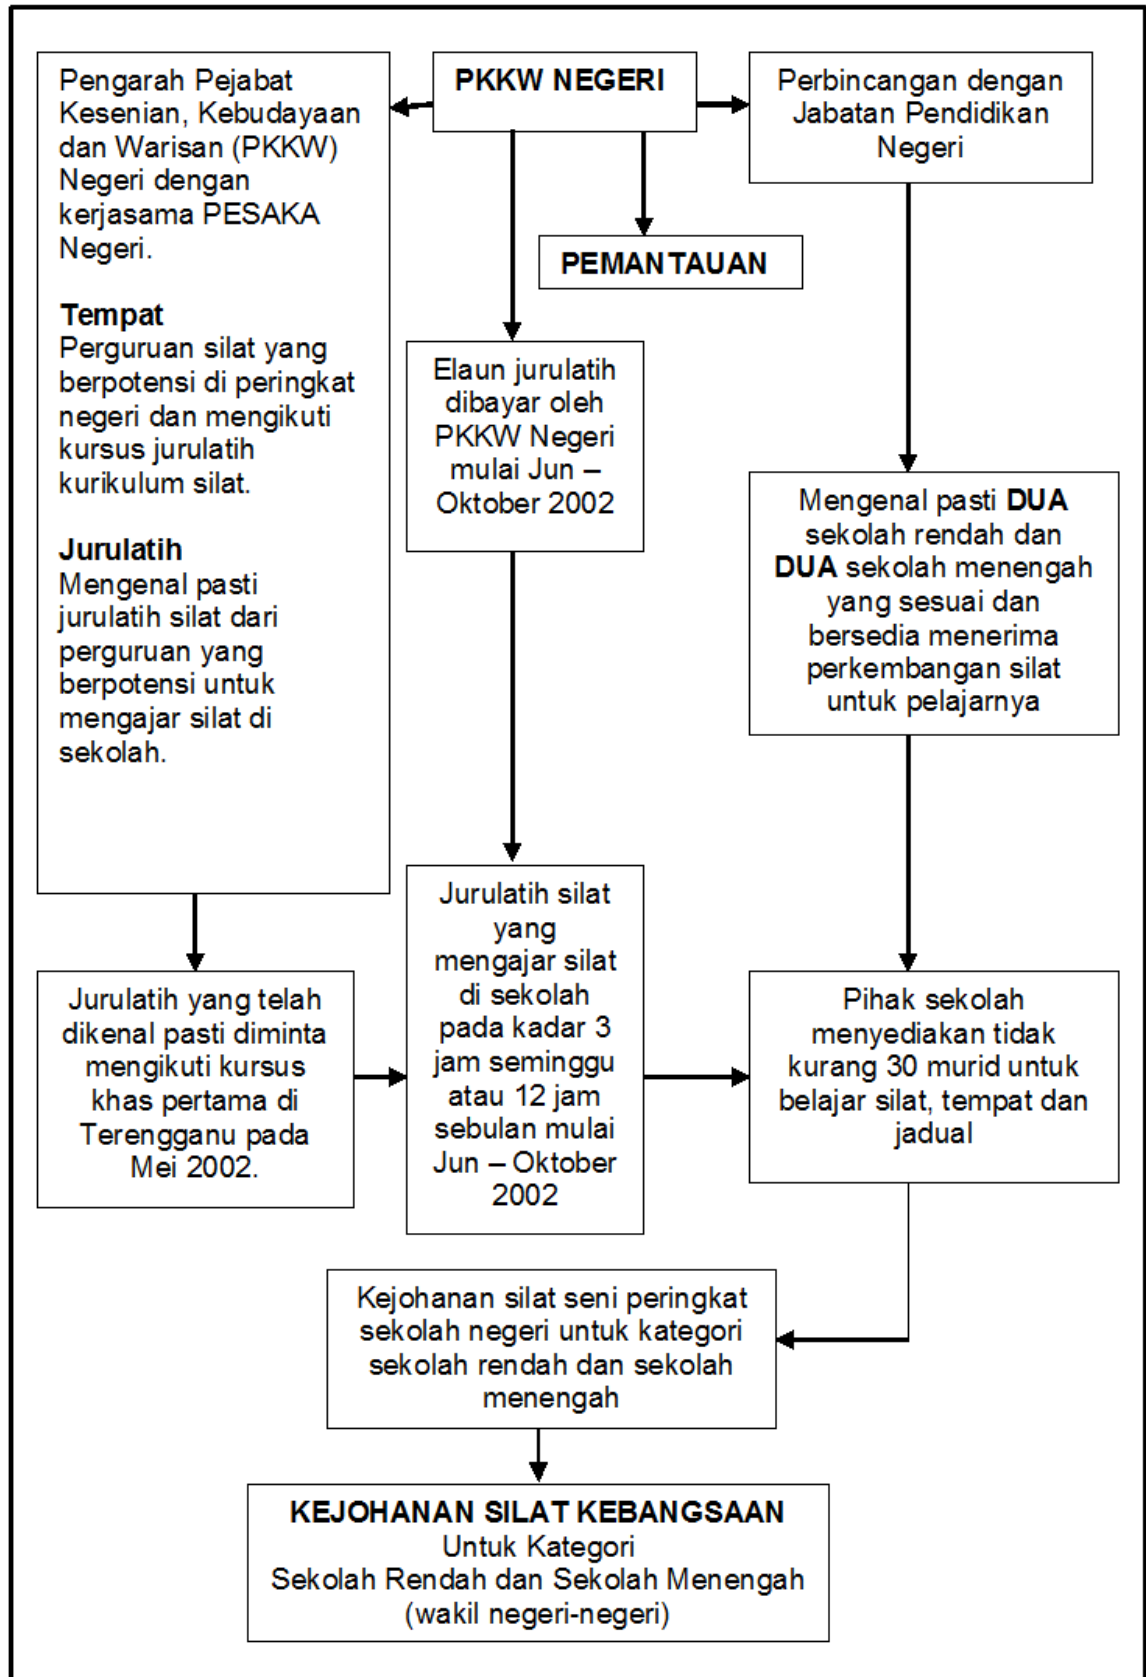 PKKW NEGERI
Pengarah Pejabat
Kesenian, Kebudayaan
dan Warisan (PKKW)
Negeri dengan
kerjasama PESAKA
Negeri.
Tempat
Perguruan silat yang
berpotensi di peringkat
negeri dan mengikuti
kursus jurulatih
kurikulum silat.
Jurulatih
Mengenal pasti
jurulatih silat dari
perguruan yang
berpotensi untuk
mengajar silat di
sekolah.
Perbincangan dengan
Jabatan Pendidikan
Negeri
PEMANTAUAN
Elaun jurulatih
dibayar oleh
PKKW Negeri
mulai Jun –
Oktober 2002
Mengenal pasti DUA
sekolah rendah dan
DUA sekolah menengah
yang sesuai dan
bersedia menerima
perkembangan silat
untuk pelajarnya
Jurulatih yang telah
dikenal pasti diminta
mengikuti kursus
khas pertama di
Terengganu pada
Mei 2002.
Jurulatih silat
yang
mengajar silat
di sekolah
pada kadar 3
jam seminggu
atau 12 jam
sebulan mulai
Jun – Oktober
2002
Pihak sekolah
menyediakan tidak
kurang 30 murid untuk
belajar silat, tempat dan
jadual
Kejohanan silat seni peringkat
sekolah negeri untuk kategori
sekolah rendah dan sekolah
menengah
KEJOHANAN SILAT KEBANGSAAN
Untuk Kategori
Sekolah Rendah dan Sekolah Menengah
(wakil negeri-negeri)